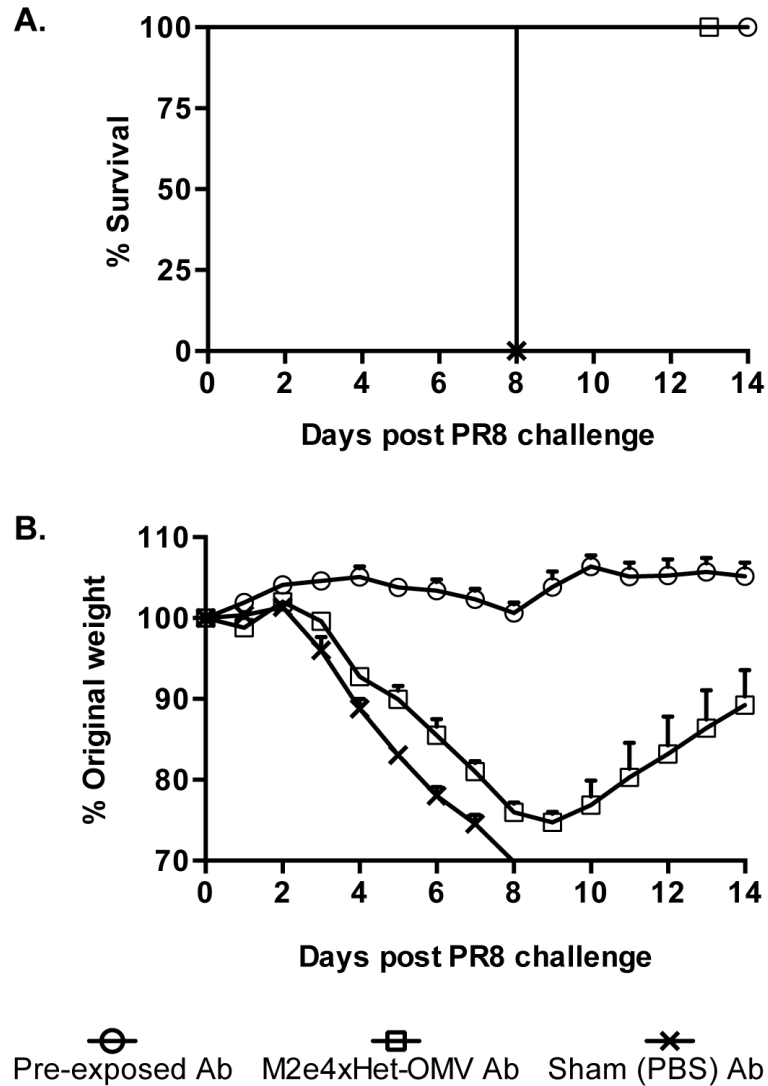 A.
100
75
50
25
0
% Survival
0 2 4 6 8 10 12 14
Days post PR8 challenge
B.
110
100
90
80
70
% Original weight
0 2 4 6 8 10 12 14
Days post PR8 challenge
Pre-exposed Ab M2e4xHet-OMV Ab Sham (PBS) Ab